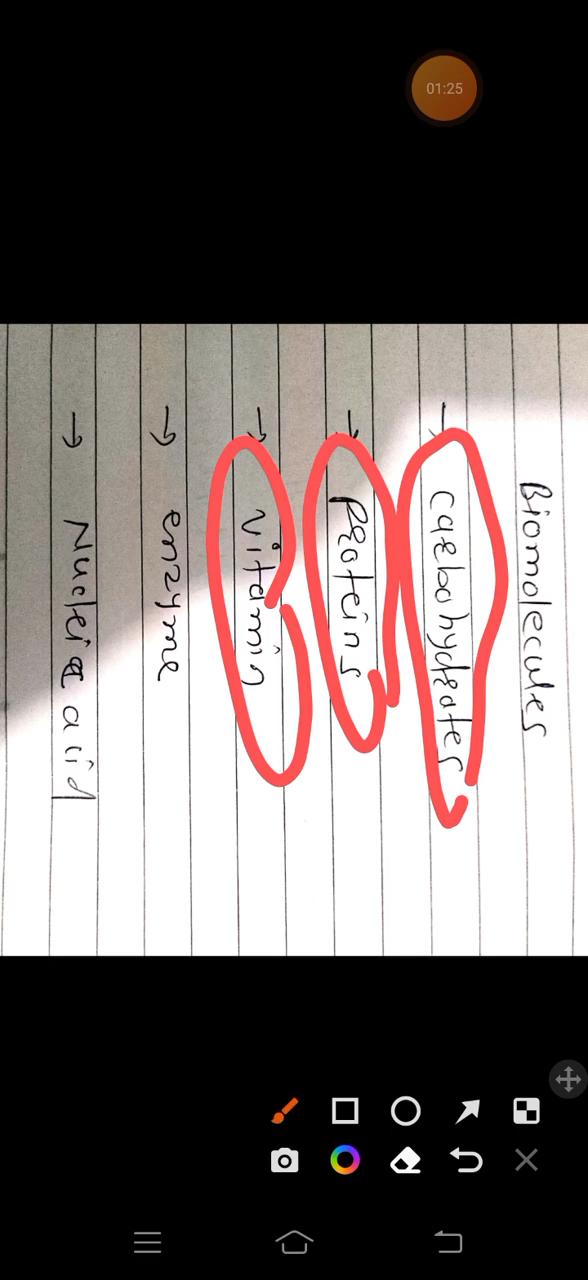 01:25
Biomolecules
→ Carbohydrates
→ Proteins
→ Vitamin
→ enzyme
→ Nucleic acid